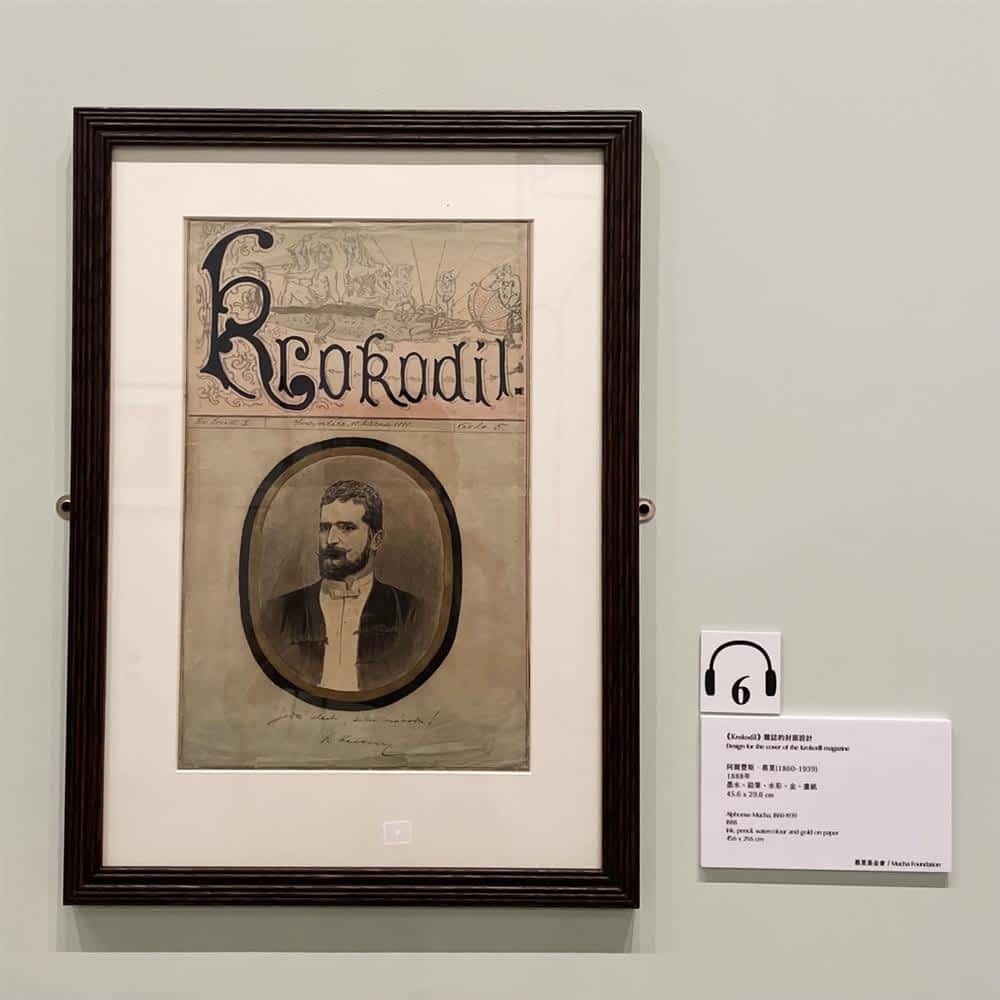 Krokodil.
6
《Krokodil》雜誌的封面設計
Design for the cover of the Krokodil magazine
阿爾豐斯・慕夏(1860-1939)
1888年
墨水、鉛筆、水彩、金、畫紙
45.6 x 29.6 cm
Alphonse Mucha, 1860-1939
1888
Ink, pencil, watercolour and gold on paper
45.6 x 29.6 cm
慕夏基金會 / Mucha Foundation